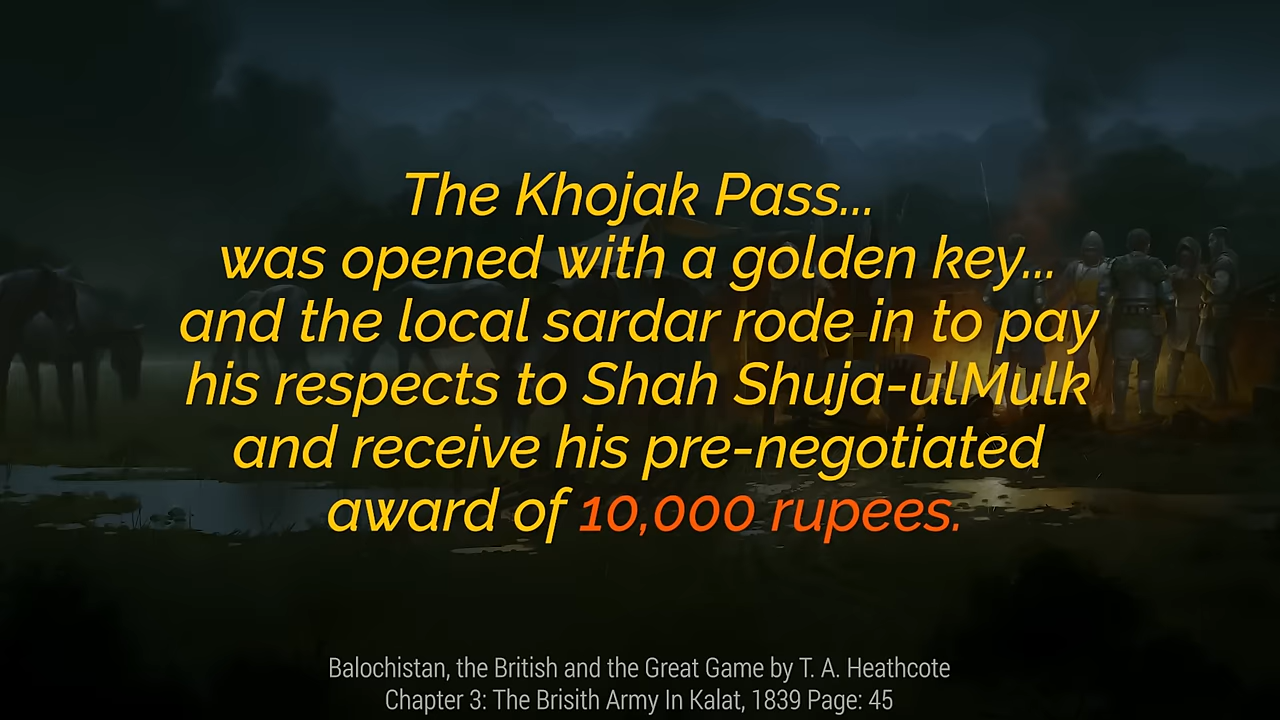 The Khojak Pass...
was opened with a golden key...
and the local sardar rode in to pay
his respects to Shah Shuja-ulMulk
and receive his pre-negotiated
award of 10,000 rupees.
Balochistan, the British and the Great Game by T. A. Heathcote
Chapter 3: The Brisith Army In Kalat, 1839 Page: 45